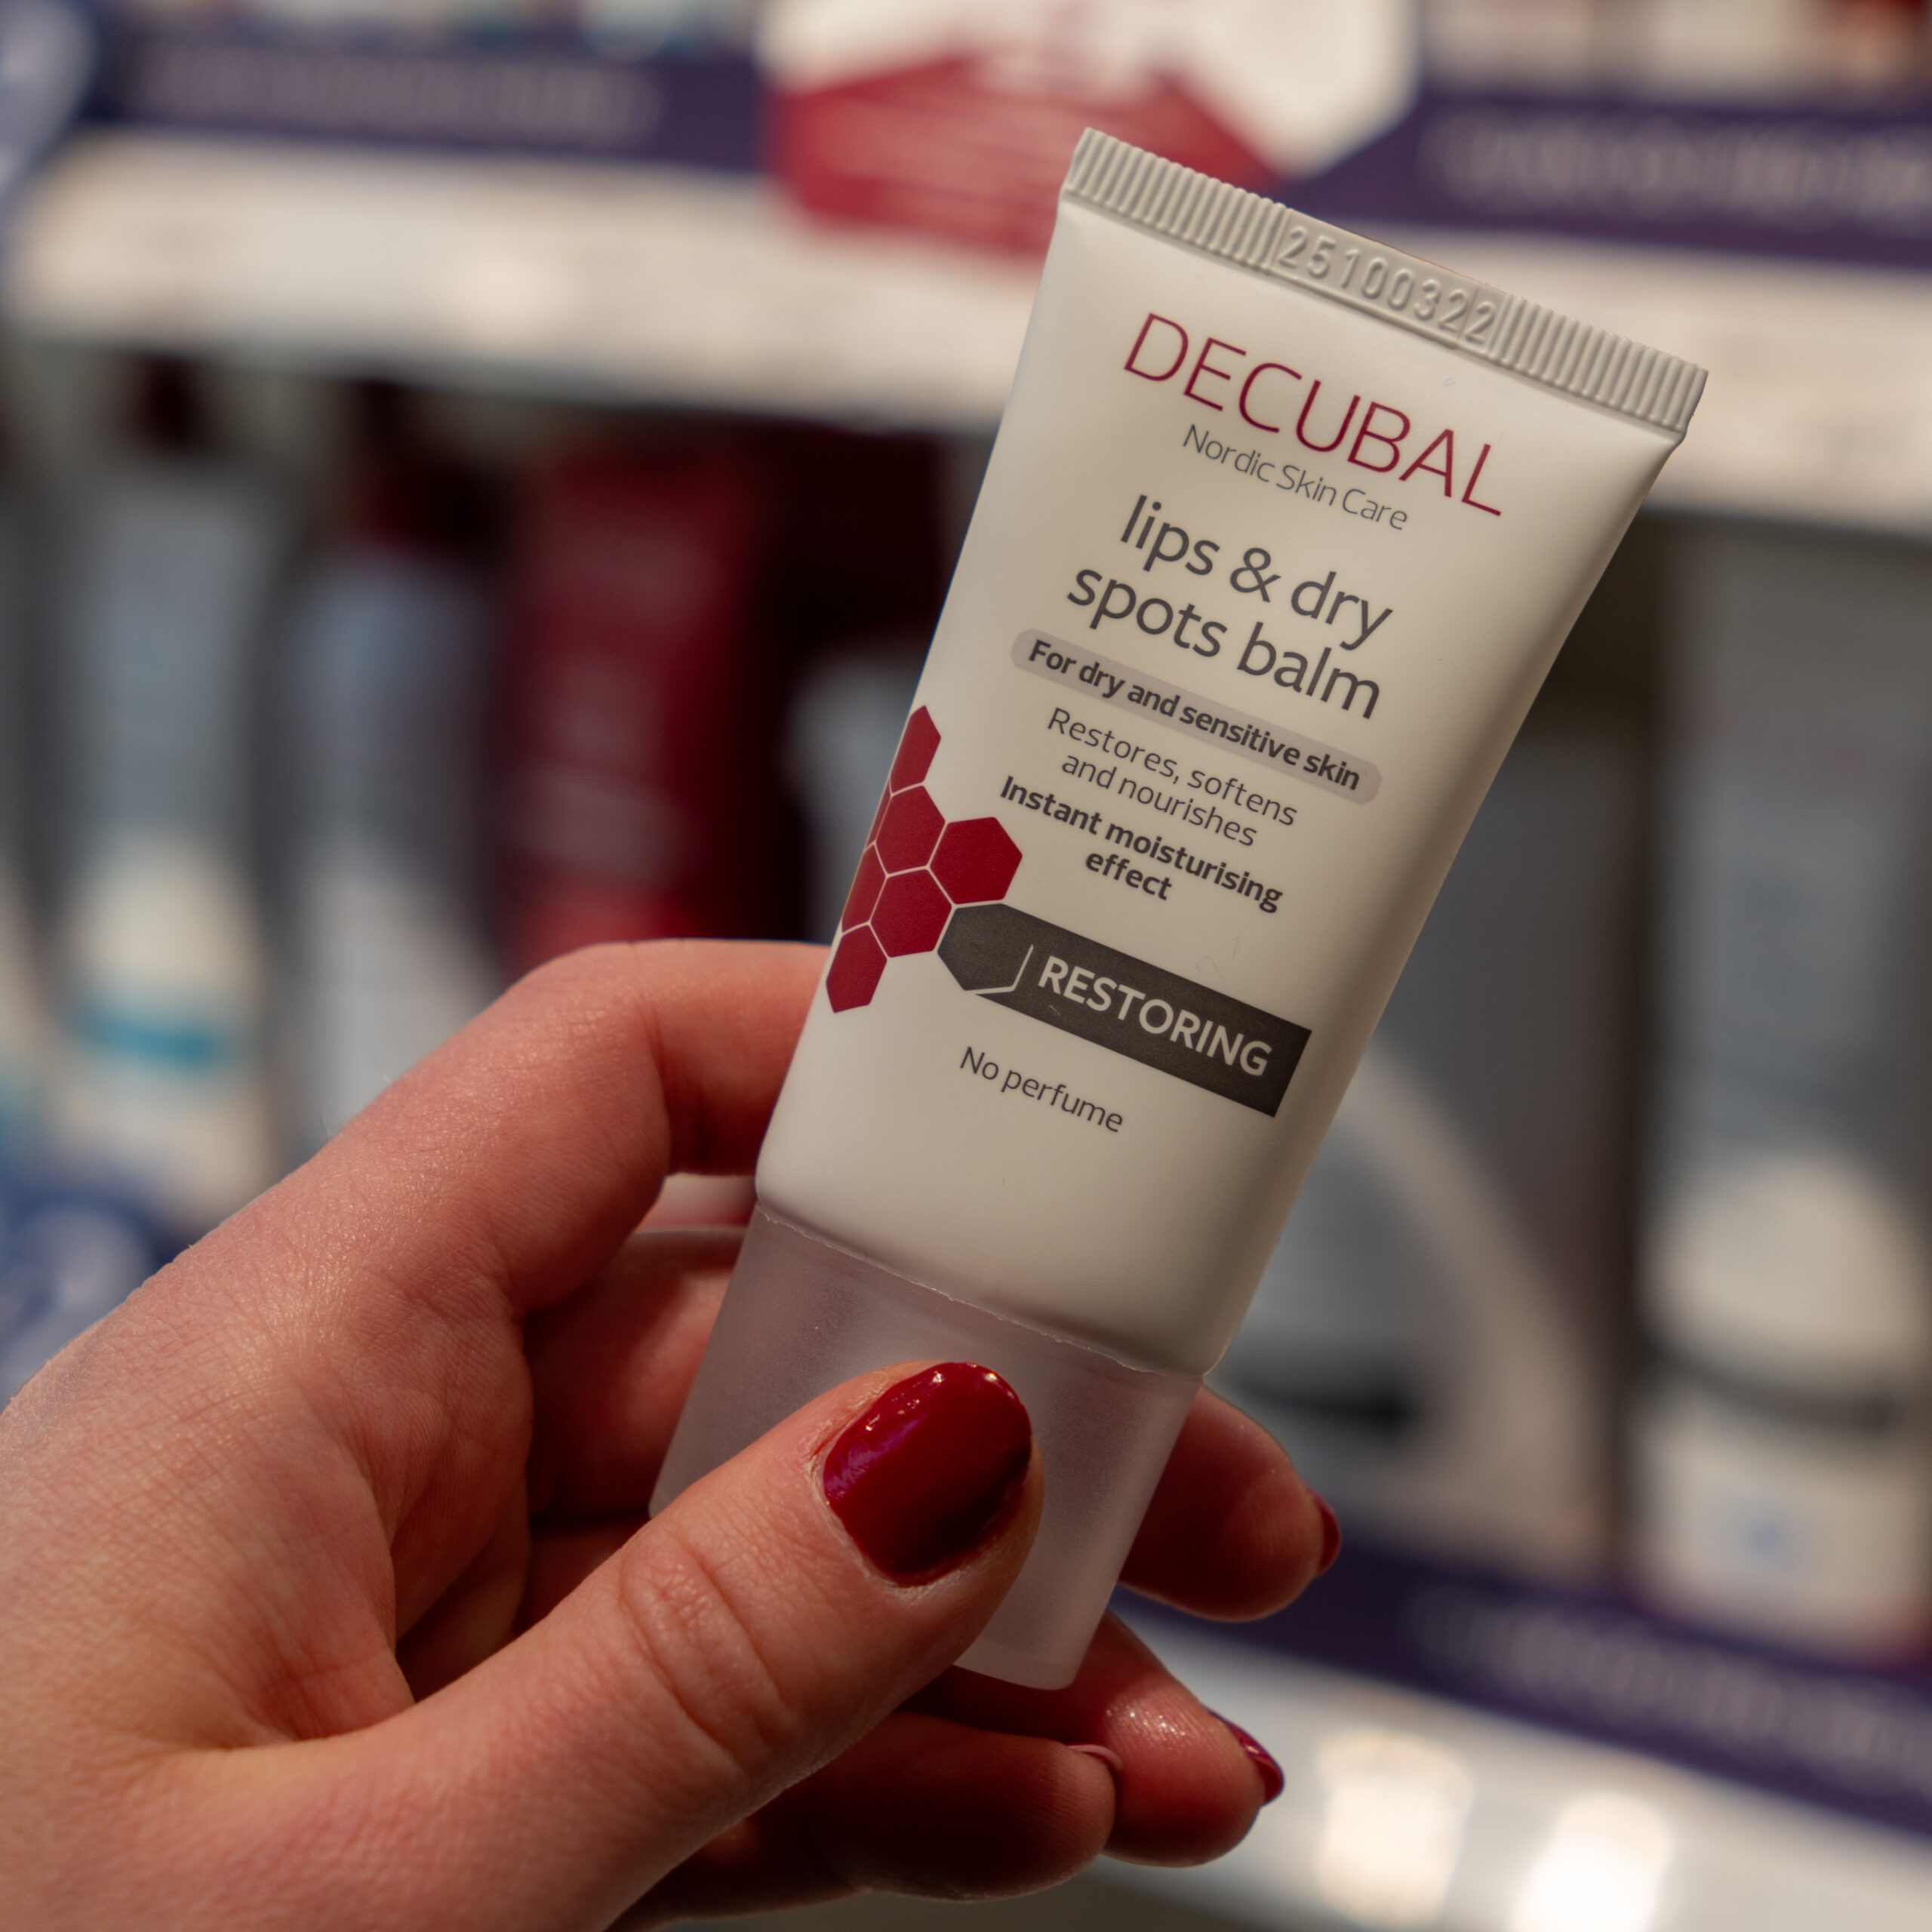 25100322
DECUBAL
Nordic Skin Care
lips & dry
spots balm
For dry and sensitive skin
Restores, softens
and nourishes
Instant moisturising
effect
RESTORING
No perfume